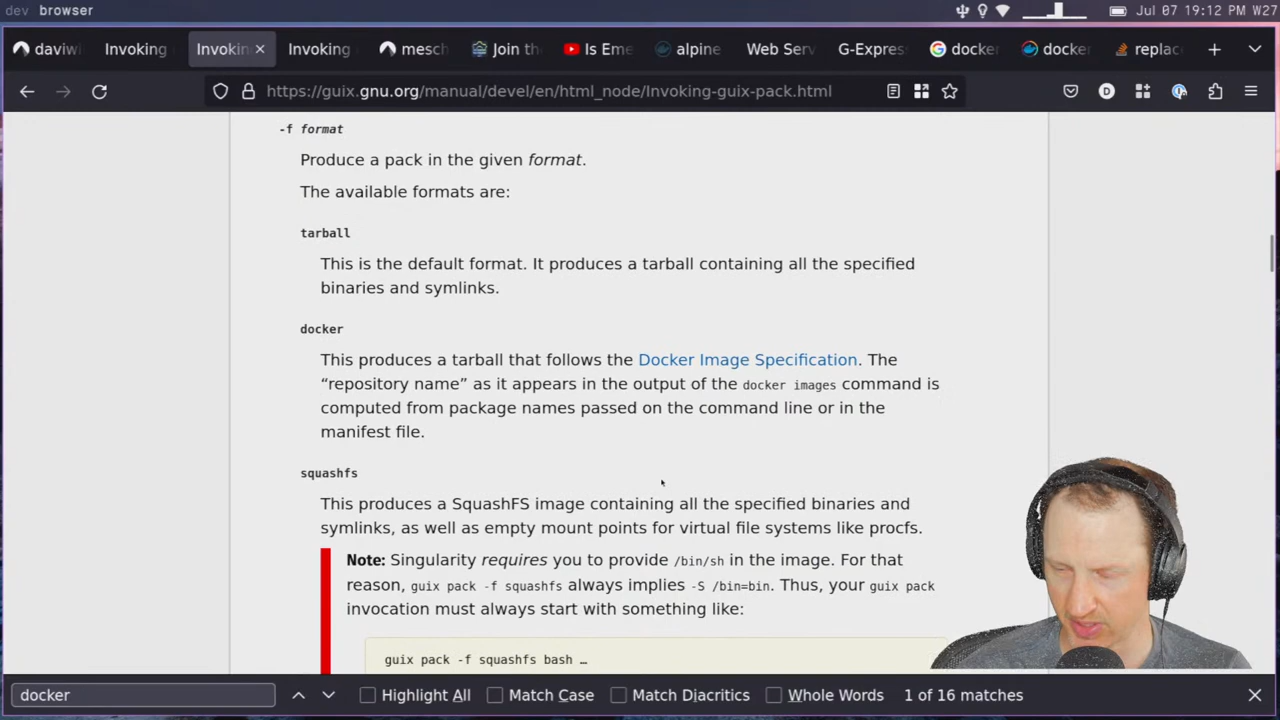 dev browser
Jul 07 19:12 PM W27
daviwi
Invoking
Invokin
Invoking
mesch
Join the
Is Eme
alpine
Web Serv
G-Expres
docker
docker
replac
https://guix.gnu.org/manual/devel/en/html_node/Invoking-guix-pack.html
-f format
Produce a pack in the given format.
The available formats are:
tarball
This is the default format. It produces a tarball containing all the specified
binaries and symlinks.
docker
This produces a tarball that follows the Docker Image Specification. The
“repository name” as it appears in the output of the docker images command is
computed from package names passed on the command line or in the
manifest file.
squashfs
This produces a SquashFS image containing all the specified binaries and
symlinks, as well as empty mount points for virtual file systems like procfs.
Note: Singularity requires you to provide /bin/sh in the image. For that
reason, guix pack -f squashfs always implies -S /bin=bin. Thus, your guix pack
invocation must always start with something like:
guix pack -f squashfs bash …
docker
Highlight All
Match Case
Match Diacritics
Whole Words
1 of 16 matches